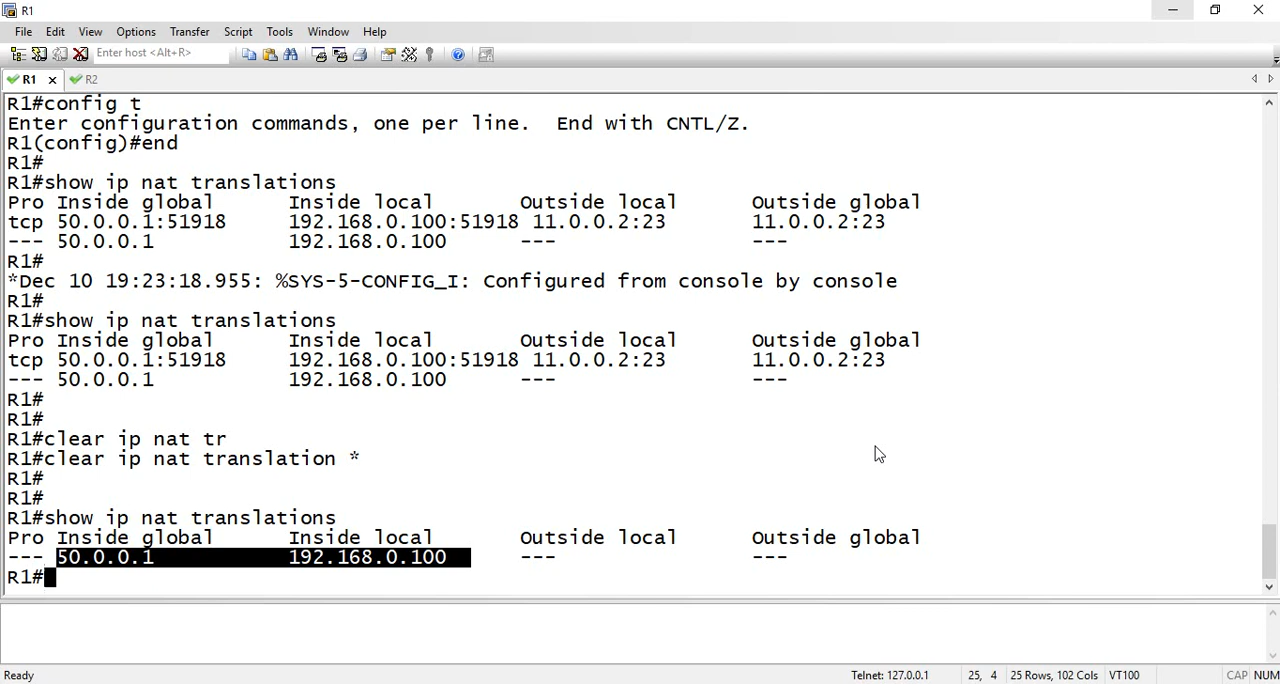 R1
File Edit View Options Transfer Script Tools Window Help
Enter host <Alt+R>
R1 R2
R1#config t
Enter configuration commands, one per line.  End with CNTL/Z.
R1(config)#end
R1#
R1#show ip nat translations
Pro Inside global      Inside local       Outside local      Outside global
tcp 50.0.0.1:51918     192.168.0.100:51918 11.0.0.2:23       11.0.0.2:23
--- 50.0.0.1           192.168.0.100      ---                ---
R1#
*Dec 10 19:23:18.955: %SYS-5-CONFIG_I: Configured from console by console
R1#
R1#show ip nat translations
Pro Inside global      Inside local       Outside local      Outside global
tcp 50.0.0.1:51918     192.168.0.100:51918 11.0.0.2:23       11.0.0.2:23
--- 50.0.0.1           192.168.0.100      ---                ---
R1#
R1#
R1#clear ip nat tr
R1#clear ip nat translation *
R1#
R1#
R1#show ip nat translations
Pro Inside global      Inside local       Outside local      Outside global
--- 50.0.0.1           192.168.0.100      ---                ---
R1#
Ready Telnet: 127.0.0.1 25, 4 25 Rows, 102 Cols VT100 CAP NUM